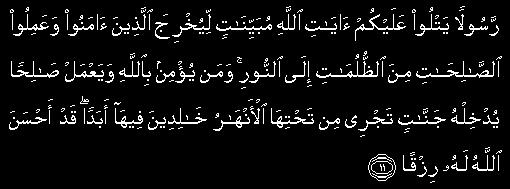 رَّسُولًا يَتْلُوا۟ عَلَيْكُمْ ءَايَـٰتِ ٱللَّهِ مُبَيِّنَـٰتٍ لِّيُخْرِجَ ٱلَّذِينَ ءَامَنُوا۟ وَعَمِلُوا۟
ٱلصَّـٰلِحَـٰتِ مِنَ ٱلظُّلُمَـٰتِ إِلَى ٱلنُّورِ ۚ وَمَن يُؤْمِنۢ بِٱللَّهِ وَيَعْمَلْ صَـٰلِحًا
يُدْخِلْهُ جَنَّـٰتٍ تَجْرِى مِن تَحْتِهَا ٱلْأَنْهَـٰرُ خَـٰلِدِينَ فِيهَآ أَبَدًا ۖ قَدْ أَحْسَنَ
ٱللَّهُ لَهُۥ رِزْقًا ١١